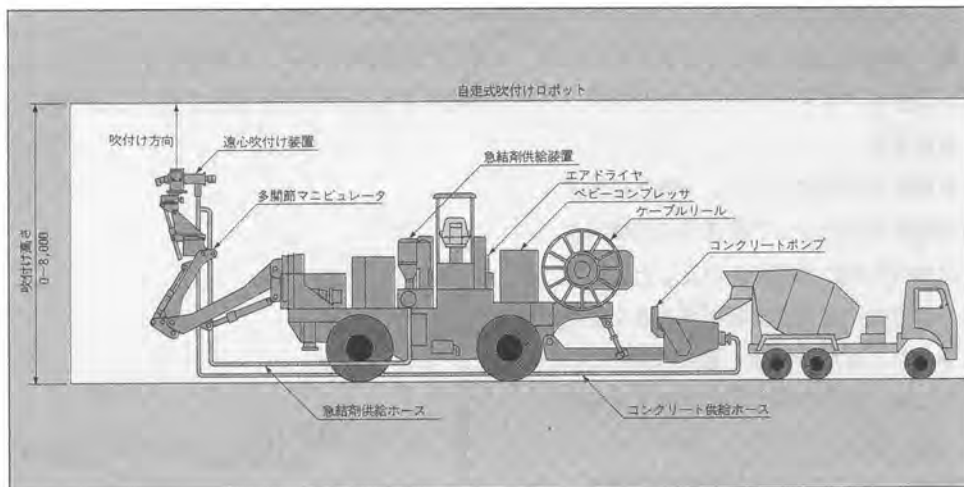 自走式吹付けロボット
吹付け方向
遠心吹付け装置
急結剤供給装置
エアドライヤ
ベビーコンプレッサ
多関節マニピュレータ
ケーブルリール
コンクリートポンプ
吹付け高さ
0-8,000
急結剤供給ホース
コンクリート供給ホース